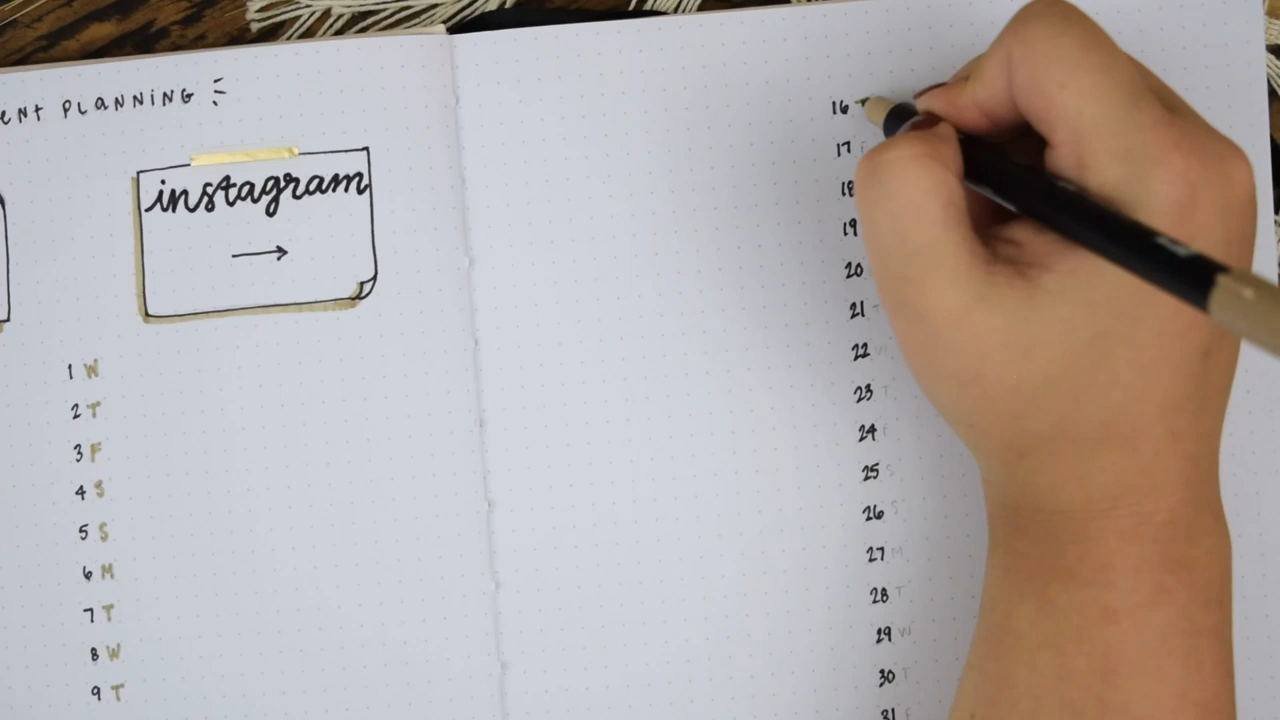 ENT PLANNING
instagram
1 W
2 T
3 F
4 S
5 S
6 M
7 T
8 W
9 T
16 T
17 F
18
19
20
21
22 W
23 T
24 F
25 S
26 S
27 M
28 T
29 W
30 T
31 F